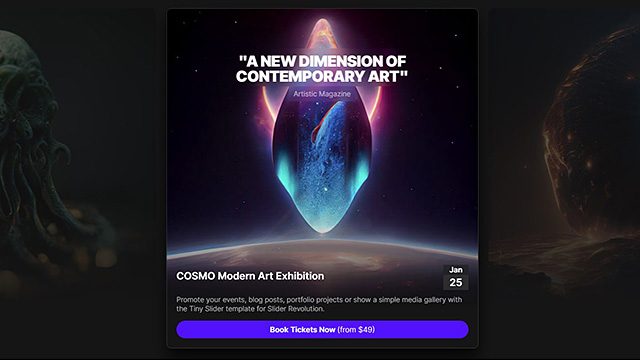 "A NEW DIMENSION OF
CONTEMPORARY ART"
Artistic Magazine
COSMO Modern Art Exhibition
Jan
25
Promote your events, blog posts, portfolio projects or show a simple media gallery with
the Tiny Slider template for Slider Revolution.
Book Tickets Now (from $49)